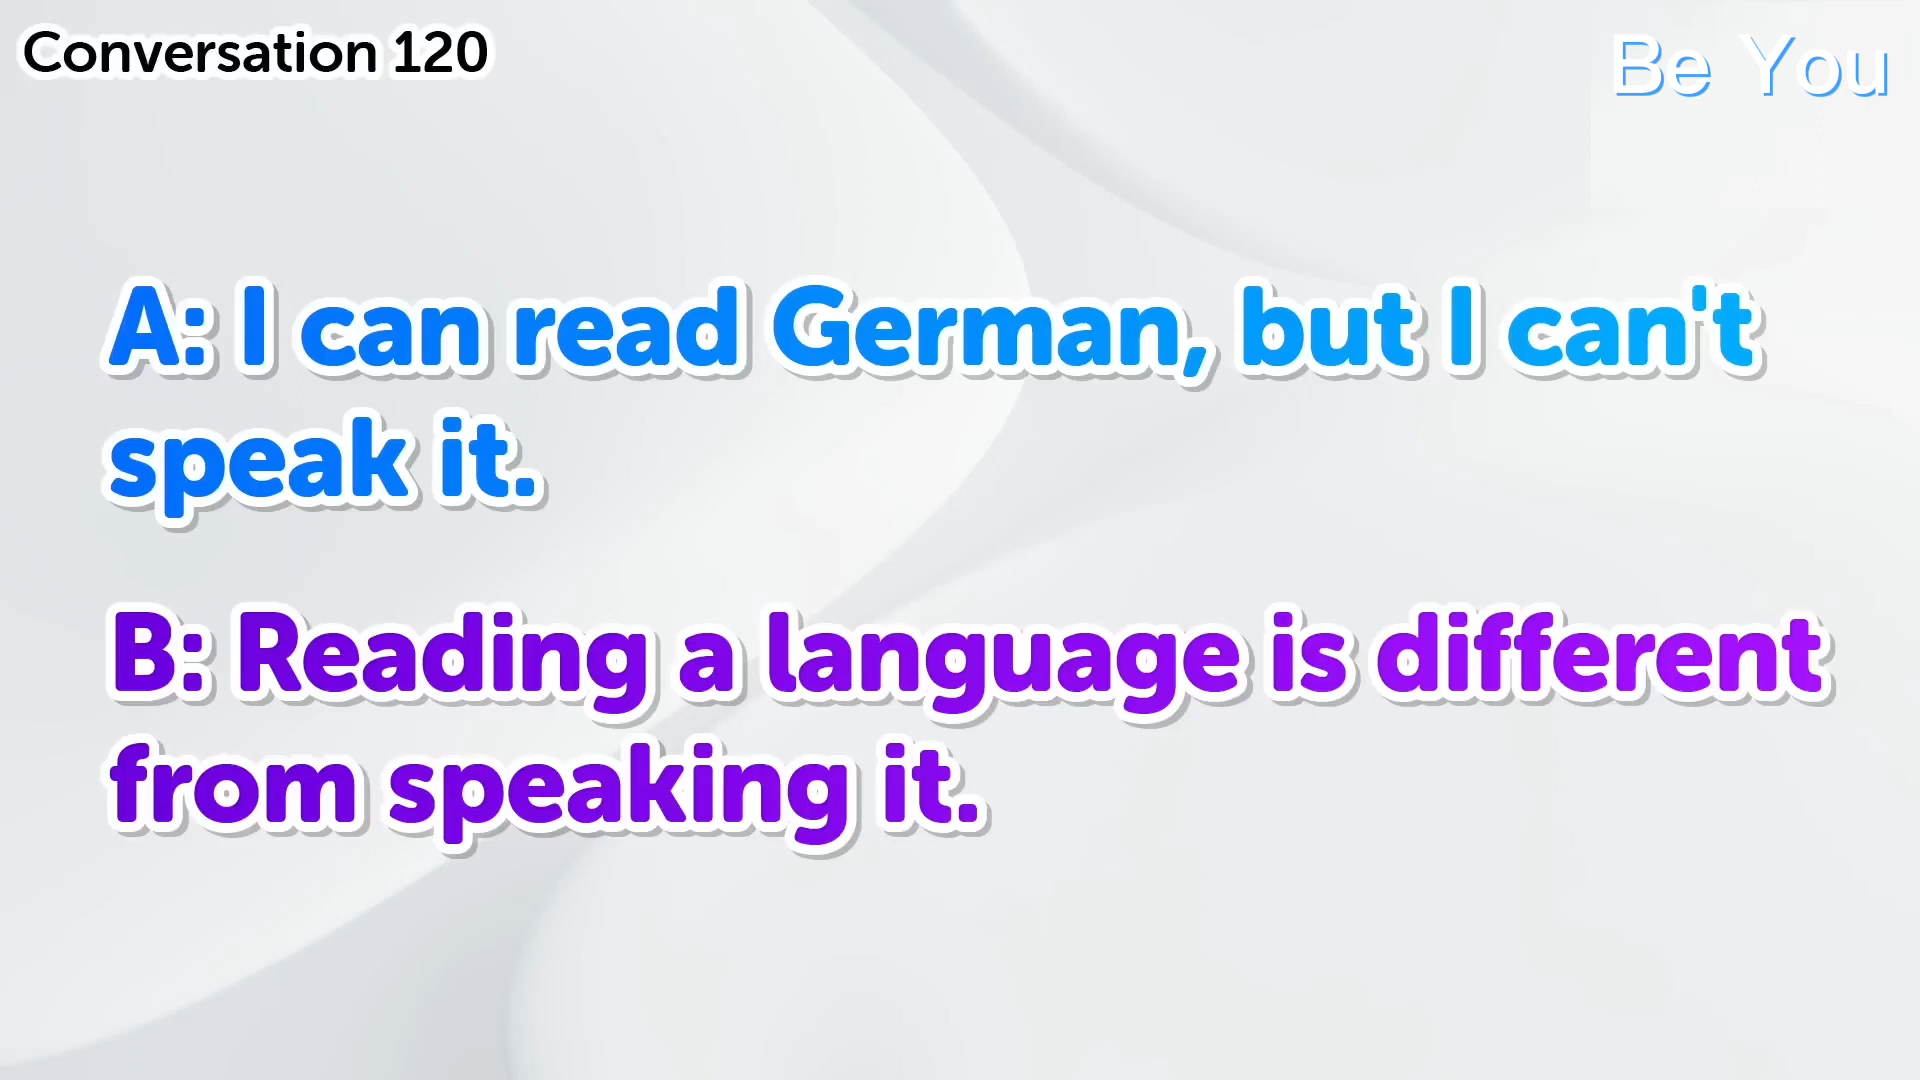 Conversation 120
Be You
A: I can read German, but I can't
speak it.
B: Reading a language is different
from speaking it.